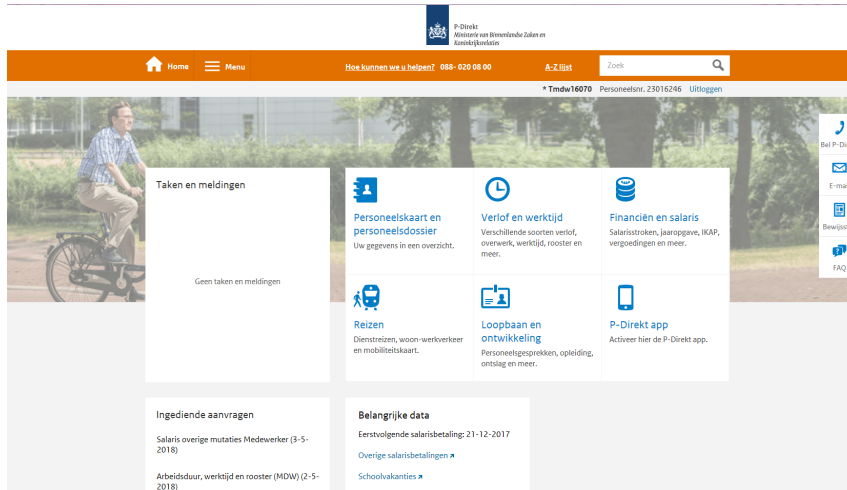 P-Direkt
Ministerie van Binnenlandse Zaken en
Koninkrijksrelaties
Home
Menu
Hoe kunnen we u helpen? 088- 020 08 00
A-Z lijst
Zoek
* Tmdw16070 Personeelsnr. 23016246 Uitloggen
Bel P-Di
E-mai
Bewijsst
FAQ
Taken en meldingen
Geen taken en meldingen
Personeelskaart en
personeelsdossier
Uw gegevens in een overzicht.
Verlof en werktijd
Verschillende soorten verlof,
overwerk, werktijd, rooster en
meer.
Financiën en salaris
Salarisstroken, jaaropgave, IKAP,
vergoedingen en meer.
Reizen
Dienstreizen, woon-werkverkeer
en mobiliteitskaart.
Loopbaan en
ontwikkeling
Personeelsgesprekken, opleiding,
ontslag en meer.
P-Direkt app
Activeer hier de P-Direkt app.
Ingediende aanvragen
Salaris overige mutaties Medewerker (3-5-
2018)
Arbeidsduur, werktijd en rooster (MDW) (2-5-
2018)
Belangrijke data
Eerstvolgende salarisbetaling: 21-12-2017
Overige salarisbetalingen
Schoolvakanties